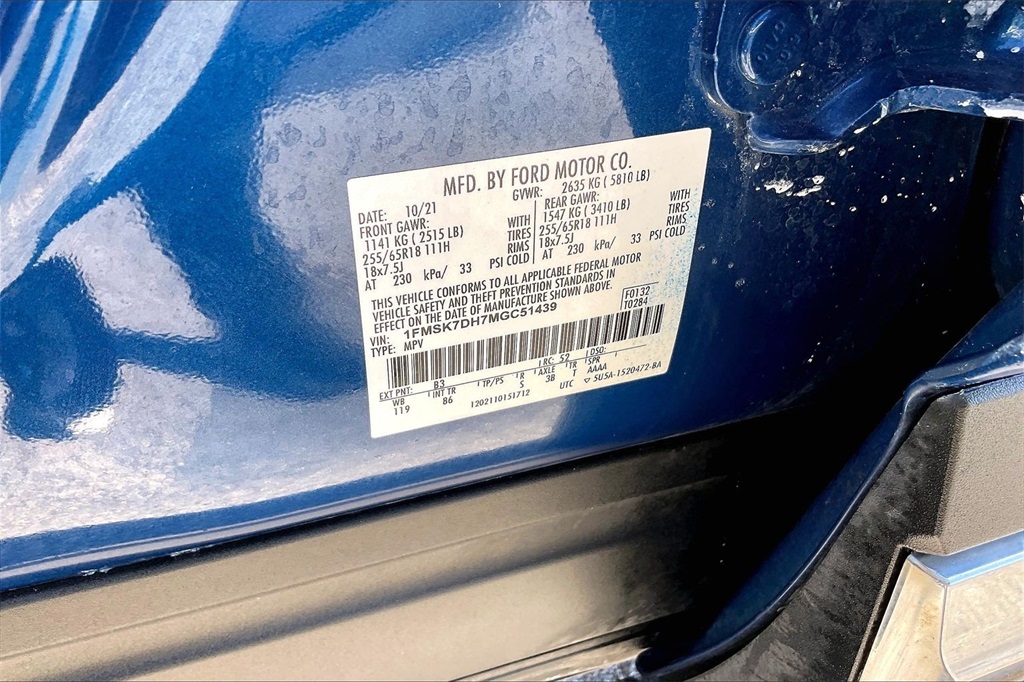 MFD. BY FORD MOTOR CO.
DATE: 10/21 GVWR: 2635 KG ( 5810 LB)
FRONT GAWR: WITH REAR GAWR: WITH
1141 KG ( 2515 LB) TIRES 1547 KG ( 3410 LB) TIRES
255/65R18 111H RIMS 255/65R18 111H RIMS
18x7.5J 18x7.5J
AT 230 kPa/ 33 PSI COLD AT 230 kPa/ 33 PSI COLD
THIS VEHICLE CONFORMS TO ALL APPLICABLE FEDERAL MOTOR
VEHICLE SAFETY AND THEFT PREVENTION STANDARDS IN
EFFECT ON THE DATE OF MANUFACTURE SHOWN ABOVE.
VIN: 1FMSK7DH7MGC51439
TYPE: MPV
F0132
T0284
EXT PNT: B3 RC: 52 DSO:
WB INT TR TP/PS R AXLE TR SPR
119 86 S 3B T AAAA
1202110151712 UTC 5U5A-1520472-BA